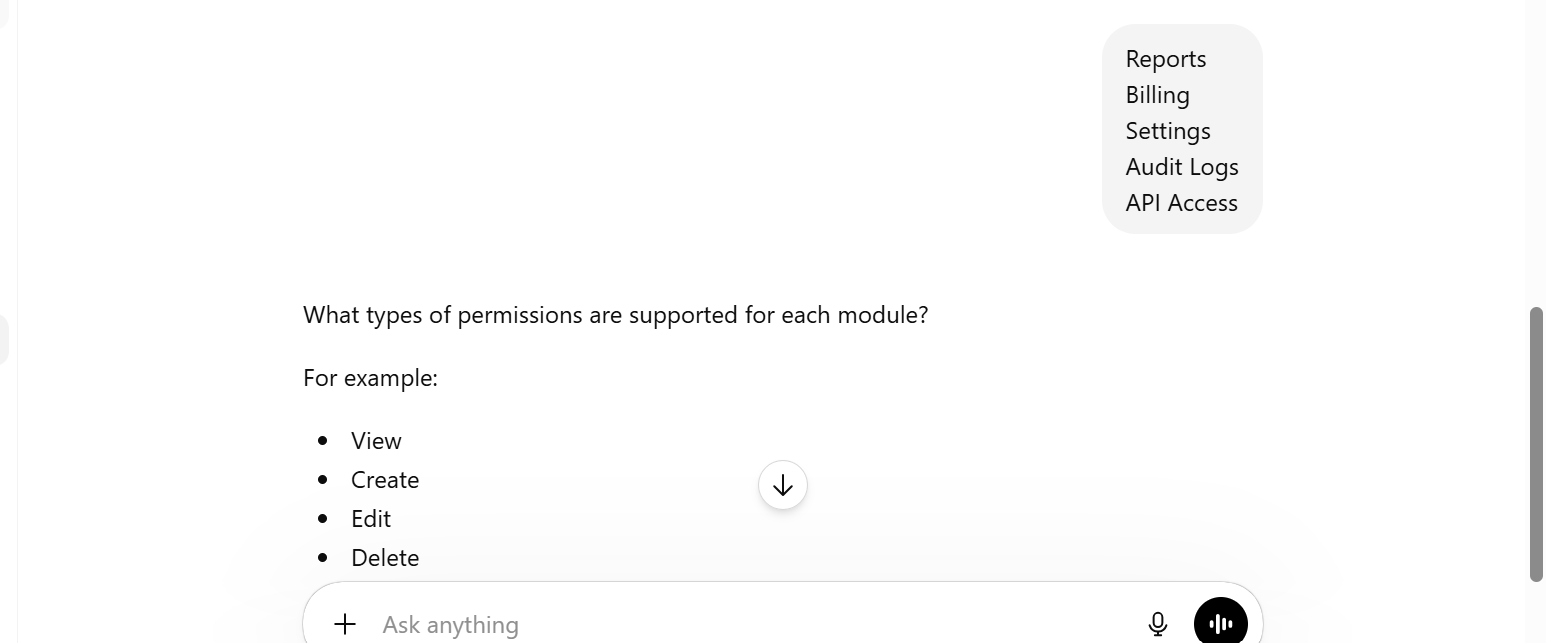 Reports
Billing
Settings
Audit Logs
API Access
What types of permissions are supported for each module?
For example:
View
Create
Edit
Delete
Ask anything